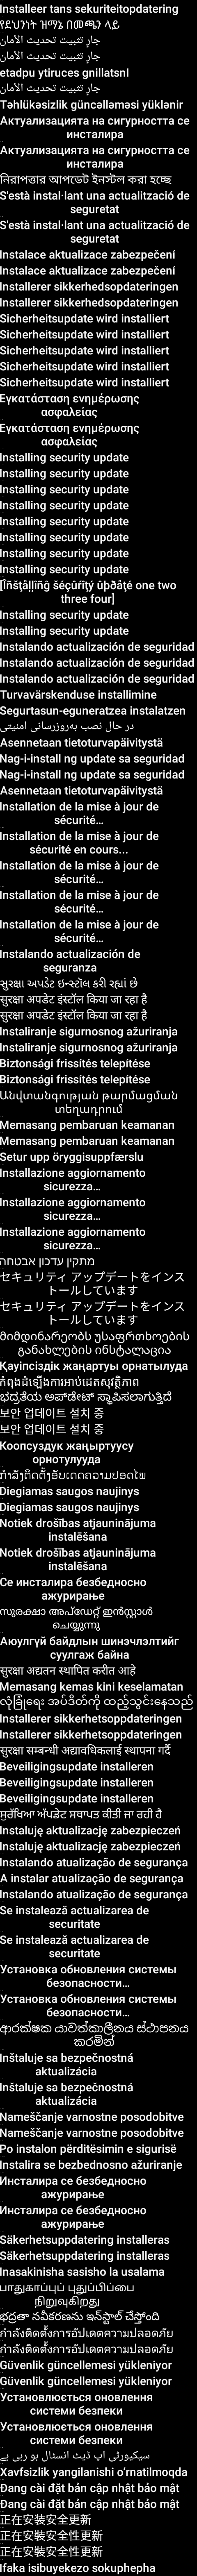 Installeer tans sekuriteitopdatering
የደህንነት ዝማኔ በመጫን ላይ
جارٍ تثبيت تحديث الأمان
جارٍ تثبيت تحديث الأمان
etadpu ytiruces gnillatsnI
جارٍ تثبيت تحديث الأمان
Təhlükəsizlik güncəlləməsi yüklənir
Актуализацията на сигурността се
инсталира
Актуализацията на сигурността се
инсталира
নিরাপত্তার আপডেট ইনস্টল করা হচ্ছে
S'està instal·lant una actualització de
seguretat
S'està instal·lant una actualització de
seguretat
Instalace aktualizace zabezpečení
Instalace aktualizace zabezpečení
Installerer sikkerhedsopdateringen
Installerer sikkerhedsopdateringen
Sicherheitsupdate wird installiert
Sicherheitsupdate wird installiert
Sicherheitsupdate wird installiert
Sicherheitsupdate wird installiert
Sicherheitsupdate wird installiert
Εγκατάσταση ενημέρωσης
ασφαλείας
Εγκατάσταση ενημέρωσης
ασφαλείας
Installing security update
Installing security update
Installing security update
Installing security update
Installing security update
Installing security update
Installing security update
Installing security update
[Îñšţåļļîñĝ šéçûŕîţý ûþðåţé one two
three four]
Installing security update
Installing security update
Instalando actualización de seguridad
Instalando actualización de seguridad
Instalando actualización de seguridad
Turvavärskenduse installimine
Segurtasun-eguneratzea instalatzen
در حال نصب به‌روزرسانی امنیتی
Asennetaan tietoturvapäivitystä
Nag-i-install ng update sa seguridad
Nag-i-install ng update sa seguridad
Asennetaan tietoturvapäivitystä
Installation de la mise à jour de
sécurité…
Installation de la mise à jour de
sécurité en cours...
Installation de la mise à jour de
sécurité…
Installation de la mise à jour de
sécurité…
Installation de la mise à jour de
sécurité…
Instalando actualización de
seguranza
સુરક્ષા અપડેટ ઇન્સ્ટૉલ કરી રહ્યાં છે
सुरक्षा अपडेट इंस्टॉल किया जा रहा है
सुरक्षा अपडेट इंस्टॉल किया जा रहा है
Instaliranje sigurnosnog ažuriranja
Instaliranje sigurnosnog ažuriranja
Biztonsági frissítés telepítése
Biztonsági frissítés telepítése
Անվտանգության թարմացման
տեղադրում
Memasang pembaruan keamanan
Memasang pembaruan keamanan
Setur upp öryggisuppfærslu
Installazione aggiornamento
sicurezza…
Installazione aggiornamento
sicurezza…
Installazione aggiornamento
sicurezza…
מתקין עדכון אבטחה
セキュリティ アップデートをインス
トールしています
セキュリティ アップデートをインス
トールしています
მიმდინარეობს უსაფრთხოების
განახლების ინსტალაცია
Қауіпсіздік жаңартуы орнатылуда
កំពុងដំឡើងការអាប់ដេតសុវត្ថិភាព
ಭದ್ರತೆಯ ಅಪ್‌ಡೇಟ್ ಸ್ಥಾಪಿಸಲಾಗುತ್ತಿದೆ
보안 업데이트 설치 중
보안 업데이트 설치 중
Коопсуздук жаңыртуусу
орнотулууда
ກຳລັງຕິດຕັ້ງອັບເດດຄວາມປອດໄພ
Diegiamas saugos naujinys
Diegiamas saugos naujinys
Notiek drošības atjauninājuma
instalēšana
Notiek drošības atjauninājuma
instalēšana
Се инсталира безбедносно
ажурирање
സുരക്ഷാ അപ്ഡേറ്റ് ഇൻസ്റ്റാൾ
ചെയ്യുന്നു
Аюулгүй байдлын шинэчлэлтийг
суулгаж байна
सुरक्षा अद्यतन स्थापित करीत आहे
Memasang kemas kini keselamatan
လုံခြုံရေး အပ်ဒိတ်ကို ထည့်သွင်းနေသည်
Installerer sikkerhetsoppdateringen
Installerer sikkerhetsoppdateringen
सुरक्षा सम्बन्धी अद्यावधिकलाई स्थापना गर्दै
Beveiligingsupdate installeren
Beveiligingsupdate installeren
Beveiligingsupdate installeren
ਸੁਰੱਖਿਆ ਅੱਪਡੇਟ ਸਥਾਪਤ ਕੀਤੀ ਜਾ ਰਹੀ ਹੈ
Instaluję aktualizację zabezpieczeń
Instaluję aktualizację zabezpieczeń
Instalando atualização de segurança
A instalar atualização de segurança
Instalando atualização de segurança
Se instalează actualizarea de
securitate
Se instalează actualizarea de
securitate
Установка обновления системы
безопасности…
Установка обновления системы
безопасности…
ආරක්ෂක යාවත්කාලීනය ස්ථාපනය
කරමින්
Inštaluje sa bezpečnostná
aktualizácia
Inštaluje sa bezpečnostná
aktualizácia
Nameščanje varnostne posodobitve
Nameščanje varnostne posodobitve
Po instalon përditësimin e sigurisë
Instalira se bezbednosno ažuriranje
Инсталира се безбедносно
ажурирање
Инсталира се безбедносно
ажурирање
Säkerhetsuppdatering installeras
Säkerhetsuppdatering installeras
Inasakinisha sasisho la usalama
பாதுகாப்புப் புதுப்பிப்பை
நிறுவுகிறது
భద్రతా నవీకరణను ఇన్‌స్టాల్ చేస్తోంది
กำลังติดตั้งการอัปเดตความปลอดภัย
กำลังติดตั้งการอัปเดตความปลอดภัย
Güvenlik güncellemesi yükleniyor
Güvenlik güncellemesi yükleniyor
Установлюється оновлення
системи безпеки
Установлюється оновлення
системи безпеки
سیکیورٹی اپ ڈیٹ انسٹال ہو رہی ہے
Xavfsizlik yangilanishi o‘rnatilmoqda
Đang cài đặt bản cập nhật bảo mật
Đang cài đặt bản cập nhật bảo mật
正在安装安全更新
正在安裝安全性更新
正在安裝安全性更新
Ifaka isibuyekezo sokuphepha